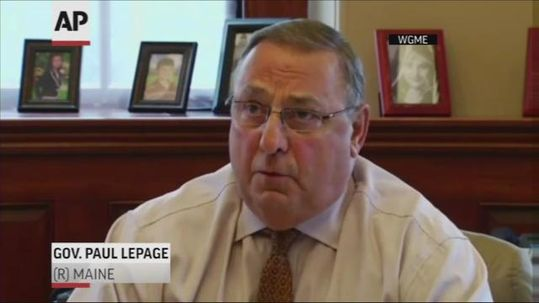 AP
WGME
GOV. PAUL LEPAGE
(R) MAINE